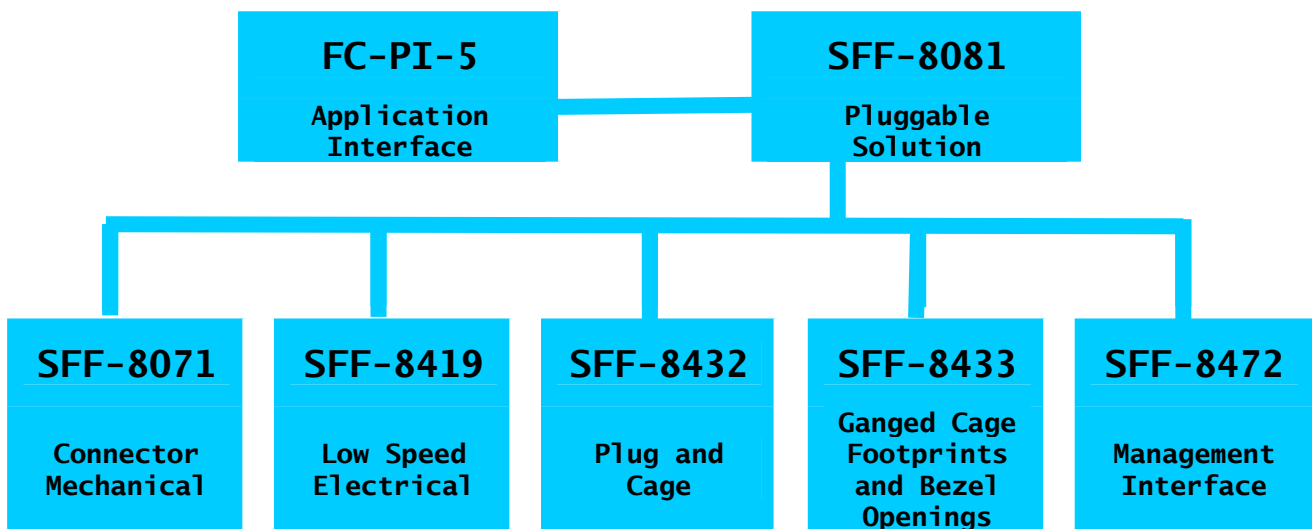 FC-PI-5
Application
Interface
SFF-8081
Pluggable
Solution
SFF-8071
Connector
Mechanical
SFF-8419
Low Speed
Electrical
SFF-8432
Plug and
Cage
SFF-8433
Ganged Cage
Footprints
and Bezel
Openings
SFF-8472
Management
Interface